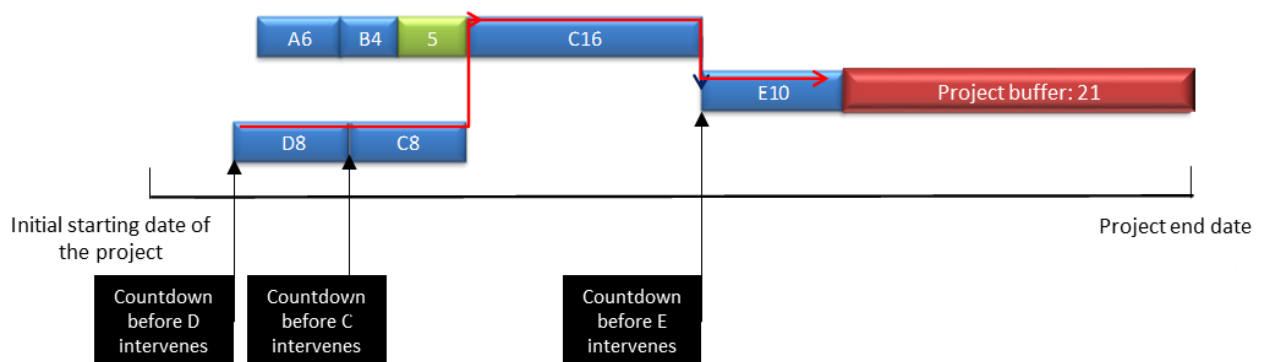 A6
B4
5
C16
E10
Project buffer: 21
D8
C8
Initial starting date of
the project
Project end date
Countdown
before D
intervenes
Countdown
before C
intervenes
Countdown
before E
intervenes